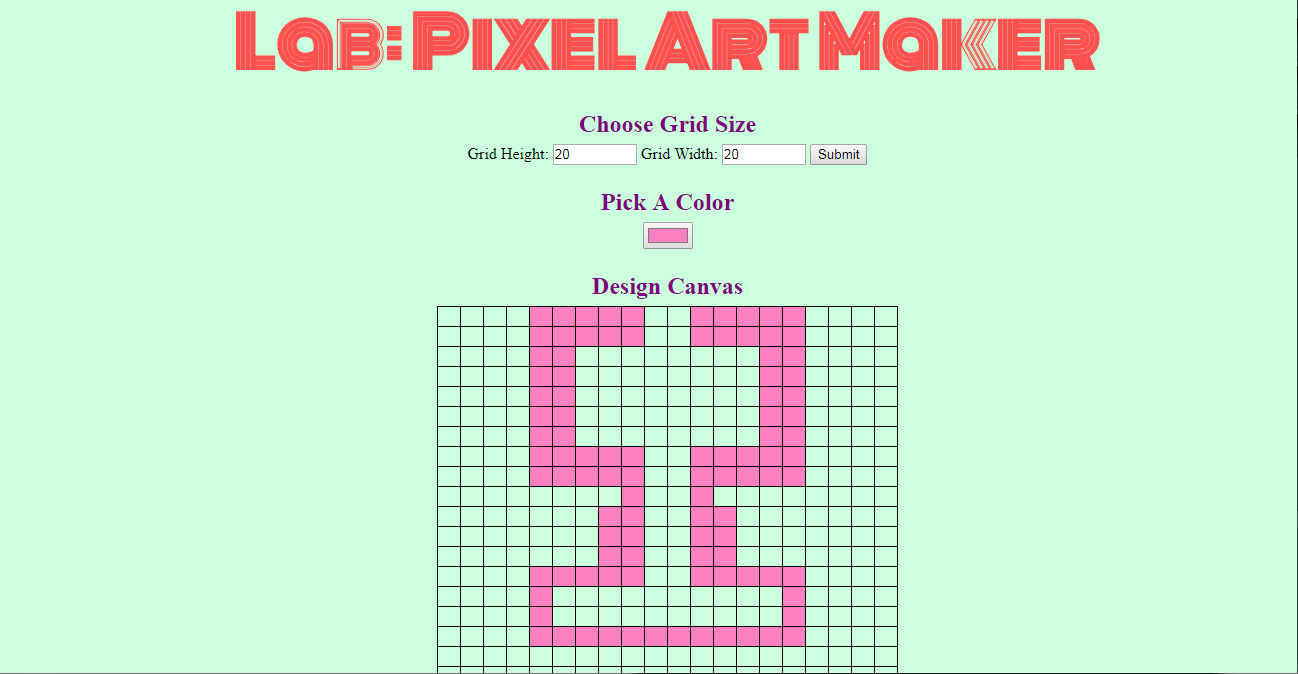 Lab: Pixel Art Maker
Choose Grid Size
Grid Height: 20 Grid Width: 20 Submit
Pick A Color
Design Canvas